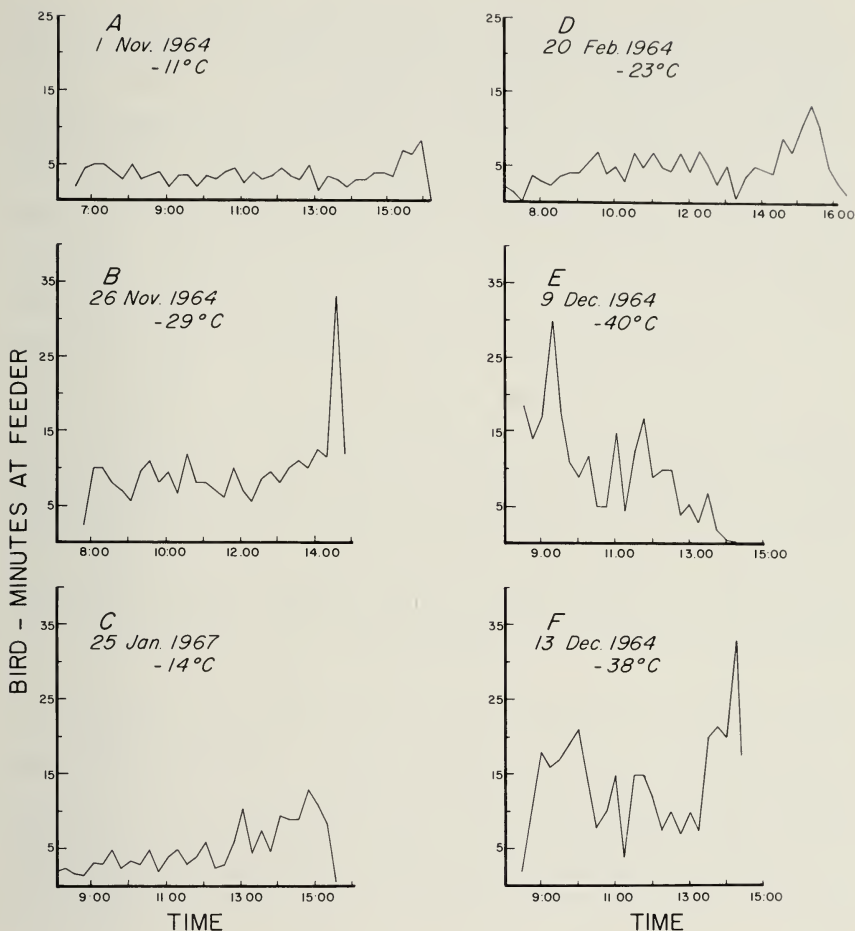 BIRD - MINUTES AT FEEDER
A
1 Nov. 1964
-11°C
25
15
5
7:00 9:00 11:00 13:00 15:00
D
20 Feb. 1964
-23°C
25
15
5
8:00 10:00 12:00 14:00 16:00
B
26 Nov. 1964
-29°C
35
25
15
5
8:00 10:00 12:00 14:00
E
9 Dec. 1964
-40°C
35
25
15
5
9:00 11:00 13:00 15:00
C
25 Jan. 1967
-14°C
35
25
15
5
9:00 11:00 13:00 15:00
TIME
F
13 Dec. 1964
-38°C
35
25
15
5
9:00 11:00 13:00 15:00
TIME